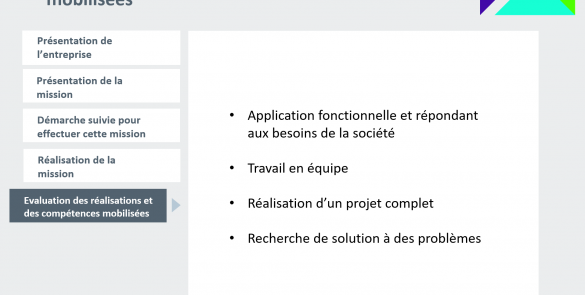 mobilisées
Présentation de
l'entreprise
Présentation de la
mission
Démarche suivie pour
effectuer cette mission
Réalisation de la
mission
Evaluation des réalisations et
des compétences mobilisées
• Application fonctionnelle et répondant
aux besoins de la société
• Travail en équipe
• Réalisation d'un projet complet
• Recherche de solution à des problèmes